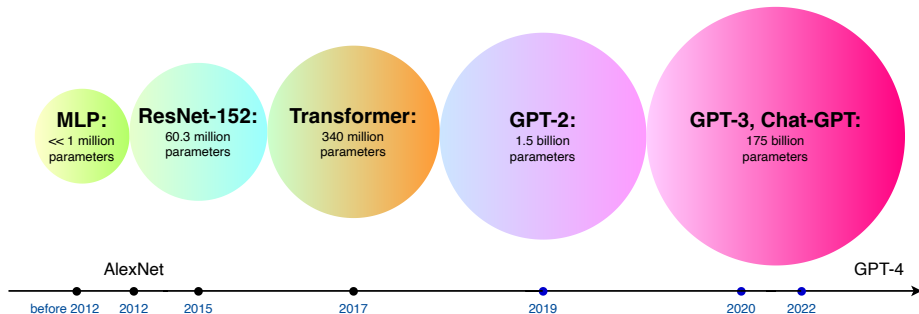 MLP:
<< 1 million
parameters
ResNet-152:
60.3 million
parameters
Transformer:
340 million
parameters
GPT-2:
1.5 billion
parameters
GPT-3, Chat-GPT:
175 billion
parameters
AlexNet
GPT-4
before 2012
2012
2015
2017
2019
2020
2022